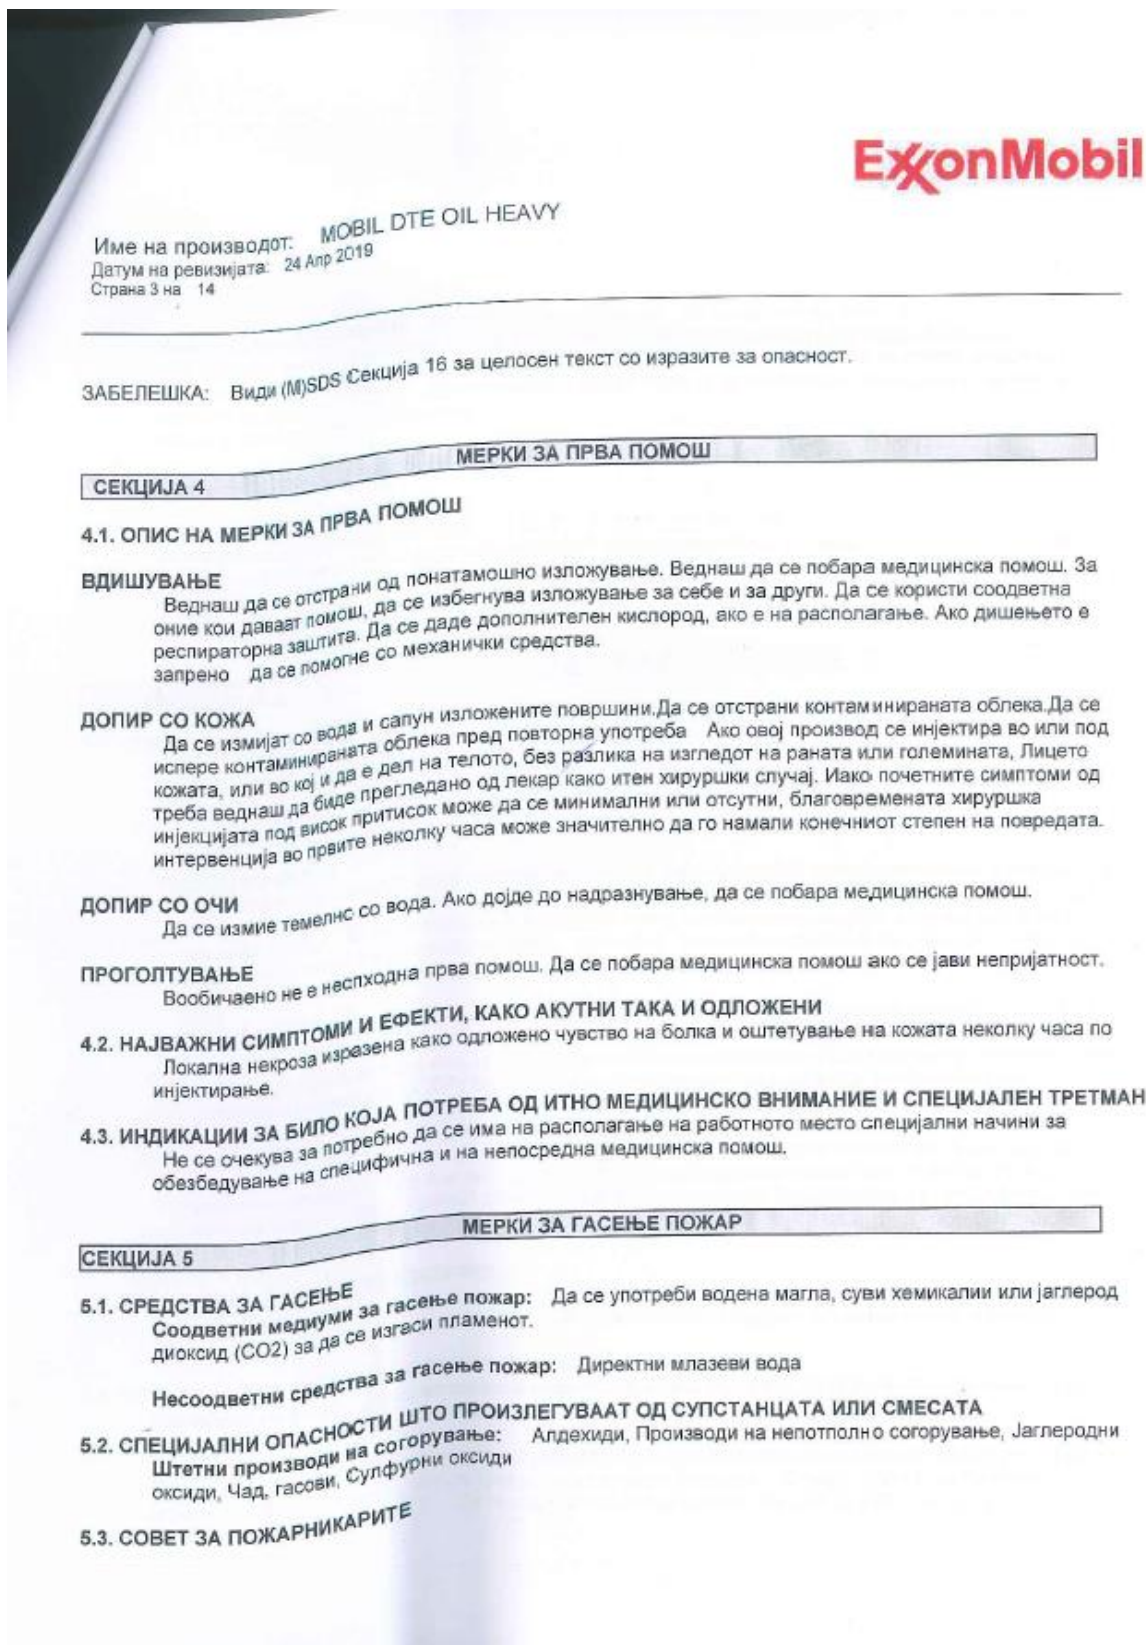 ExxonMobil
Име на производот: MOBIL DTE OIL HEAVY
Датум на ревизијата: 24 Апр 2019
Страна 3 на 14
ЗАБЕЛЕШКА: Види (M)SDS Секција 16 за целосен текст со изразите за опасност.
СЕКЦИЈА 4 МЕРКИ ЗА ПРВА ПОМОШ
4.1. ОПИС НА МЕРКИ ЗА ПРВА ПОМОШ
ВДИШУВАЊЕ
Веднаш да се отстрани од понатамошно изложување. Веднаш да се побара медицинска помош. За
оние кои даваат помош, да се избегнува изложување за себе и за други. Да се користи соодветна
респираторна заштита. Да се даде дополнителен кислород, ако е на располагање. Ако дишењето е
запрено да се помогне со механички средства.
ДОПИР СО КОЖА
Да се измијат со вода и сапун изложените површини.Да се отстрани контаминираната облека.Да се
испере контаминираната облека пред повторна употреба Ако овој производ се инјектира во или под
кожата, или во кој и да е дел на телото, без разлика на изгледот на раната или големината, Лицето
треба веднаш да биде прегледано од лекар како итен хируршки случај. Иако почетните симптоми од
инјекцијата под висок притисок може да се минимални или отсутни, благовремената хируршка
интервенција во првите неколку часа може значително да го намали конечниот степен на повредата.
ДОПИР СО ОЧИ
Да се измие темелнс со вода. Ако дојде до надразнување, да се побара медицинска помош.
ПРОГОЛТУВАЊЕ
Вообичаено не е неспходна прва помош. Да се побара медицинска помош ако се јави непријатност.
4.2. НАЈВАЖНИ СИМПТОМИ И ЕФЕКТИ, КАКО АКУТНИ ТАКА И ОДЛОЖЕНИ
Локална некроза изразена како одложено чувство на болка и оштетување на кожата неколку часа по
инјектирање.
4.3. ИНДИКАЦИИ ЗА БИЛО КОЈА ПОТРЕБА ОД ИТНО МЕДИЦИНСКО ВНИМАНИЕ И СПЕЦИЈАЛЕН ТРЕТМАН
Не се очекува за потребно да се има на располагање на работното место специјални начини за
обезбедување на специфична и на непосредна медицинска помош.
СЕКЦИЈА 5 МЕРКИ ЗА ГАСЕЊЕ ПОЖАР
5.1. СРЕДСТВА ЗА ГАСЕЊЕ
Соодветни медиуми за гасење пожар: Да се употреби водена магла, суви хемикалии или јаглерод
диоксид (CO2) за да се изгаси пламенот.
Несоодветни средства за гасење пожар: Директни млазеви вода
5.2. СПЕЦИЈАЛНИ ОПАСНОСТИ ШТО ПРОИЗЛЕГУВААТ ОД СУПСТАНЦАТА ИЛИ СМЕСАТА
Штетни производи на согорување: Алдехиди, Производи на непотполно согорување, Јаглеродни
оксиди, Чад, гасови, Сулфурни оксиди
5.3. СОВЕТ ЗА ПОЖАРНИКАРИТЕ